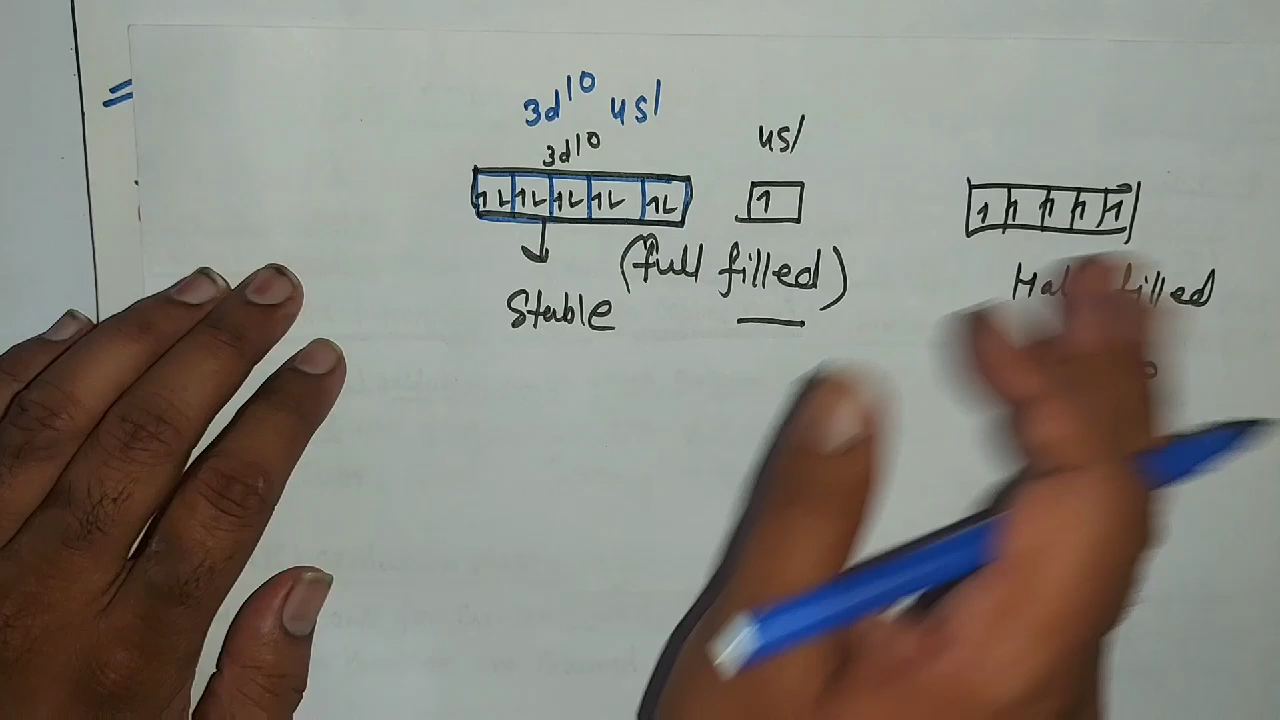 =
3d¹⁰ 4s¹
3d¹⁰ 4s¹
1L 1L 1L 1L 1L 1 1 1 1 1 1
(full filled) filled
Stable